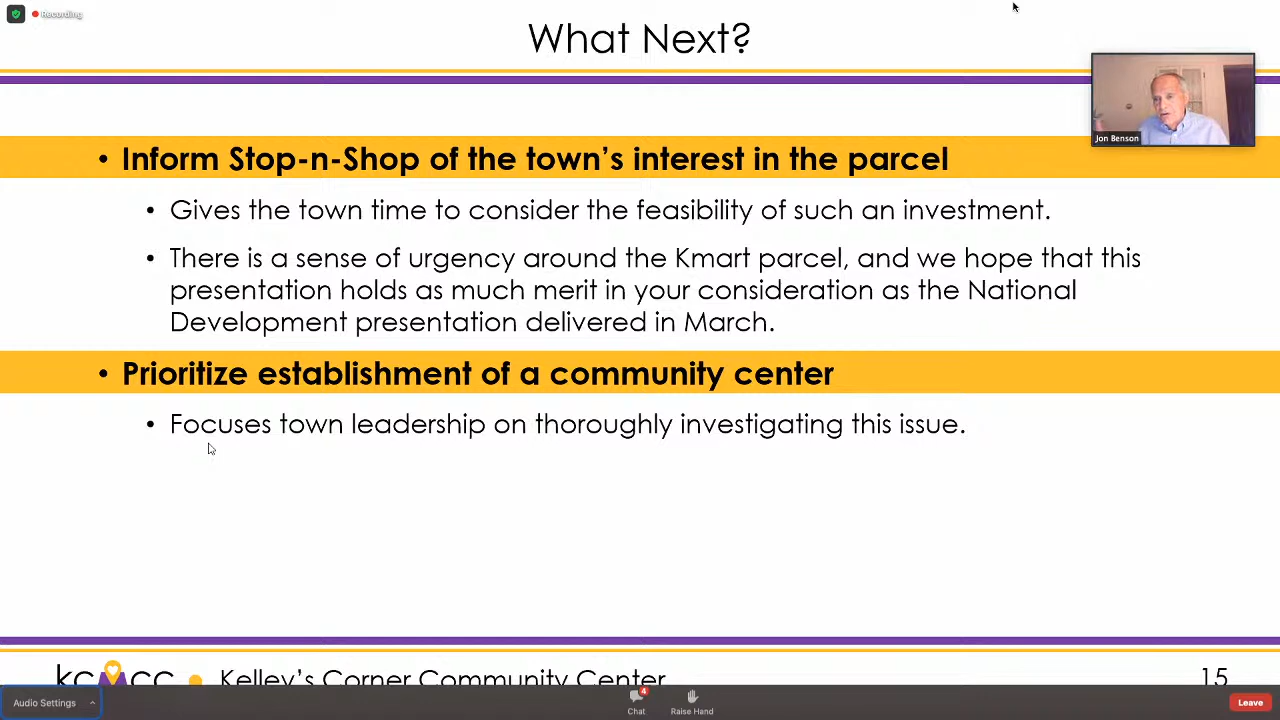 Recording
What Next?
Jon Benson
• Inform Stop-n-Shop of the town's interest in the parcel
• Gives the town time to consider the feasibility of such an investment.
• There is a sense of urgency around the Kmart parcel, and we hope that this
presentation holds as much merit in your consideration as the National
Development presentation delivered in March.
• Prioritize establishment of a community center
• Focuses town leadership on thoroughly investigating this issue.
kc cc • Kelley's Corner Community Center 15
Audio Settings
4
Chat
Raise Hand
Leave